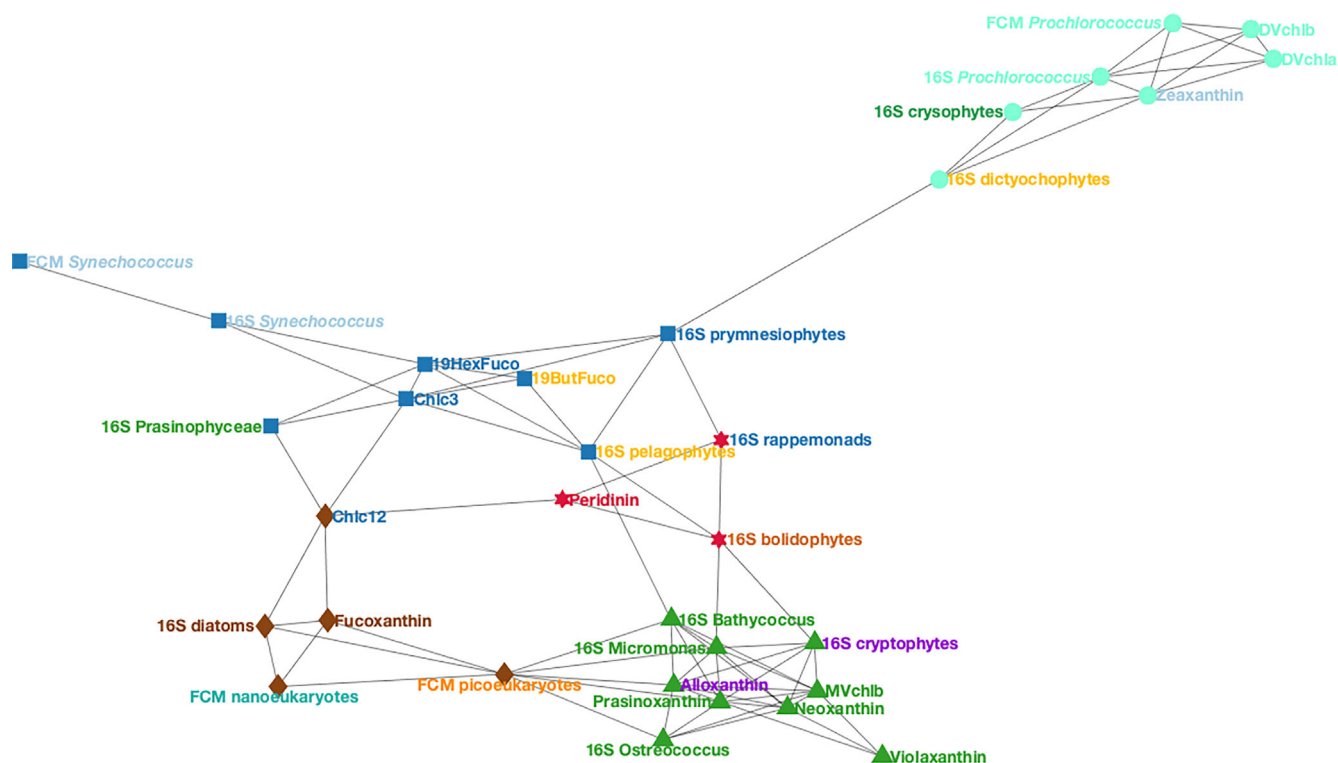 FCM Prochlorococcus
DVchlb
DVchla
16S Prochlorococcus
Zeaxanthin
16S crysophytes
16S dictyochophytes
FCM Synechococcus
16S Synechococcus
16S prymnesiophytes
19HexFuco
19ButFuco
Chlc3
16S Prasinophyceae
16S rappemonads
16S pelagophytes
Peridinin
Chlc12
16S bolidophytes
16S diatoms
Fucoxanthin
16S Bathycoccus
16S Micromonas
16S cryptophytes
FCM nanoeukaryotes
FCM picoeukaryotes
Alloxanthin
MVchlb
Prasinoxanthin
Neoxanthin
16S Ostreococcus
Violaxanthin